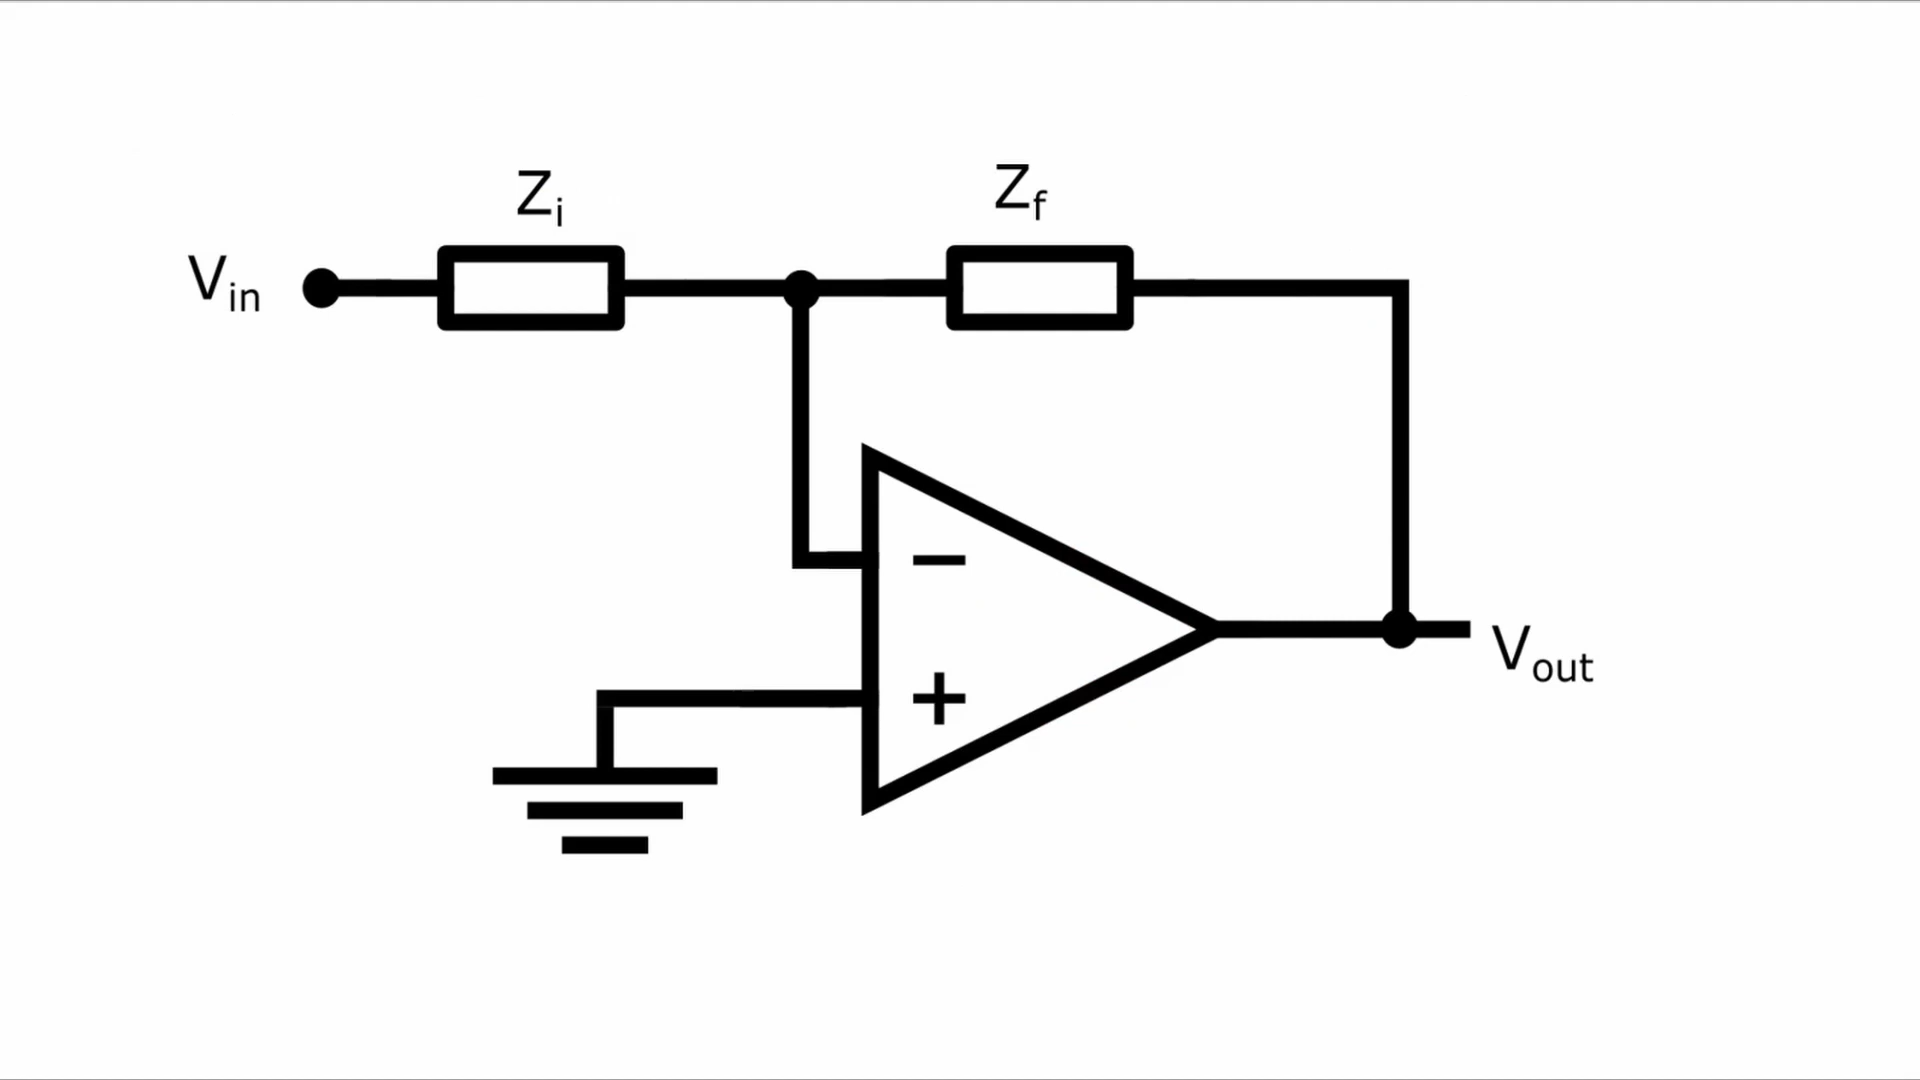 Z_i
Z_f
V_in
−
+
V_out